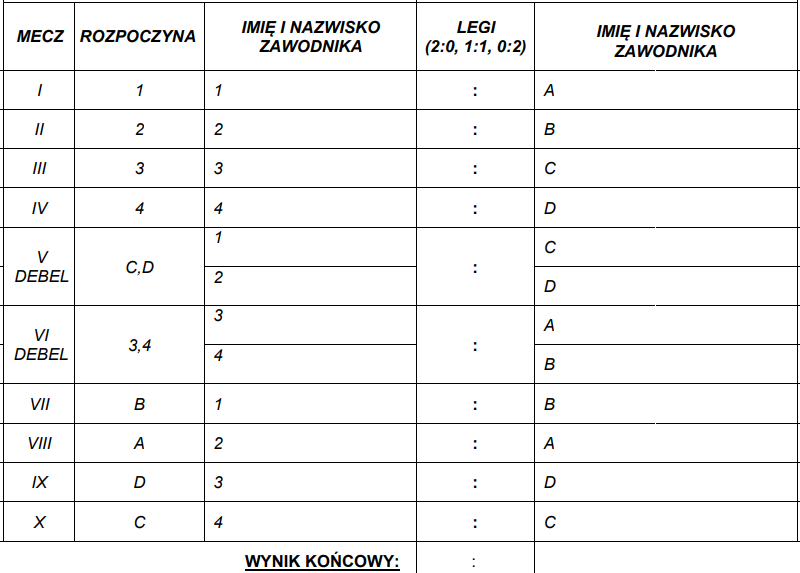 MECZ ROZPOCZYNA IMIĘ I NAZWISKO ZAWODNIKA LEGI (2:0, 1:1, 0:2) IMIĘ I NAZWISKO ZAWODNIKA
I 1 1 : A
II 2 2 : B
III 3 3 : C
IV 4 4 : D
V DEBEL C,D 1 2 : C D
VI DEBEL 3,4 3 4 : A B
VII B 1 : B
VIII A 2 : A
IX D 3 : D
X C 4 : C
WYNIK KOŃCOWY: :